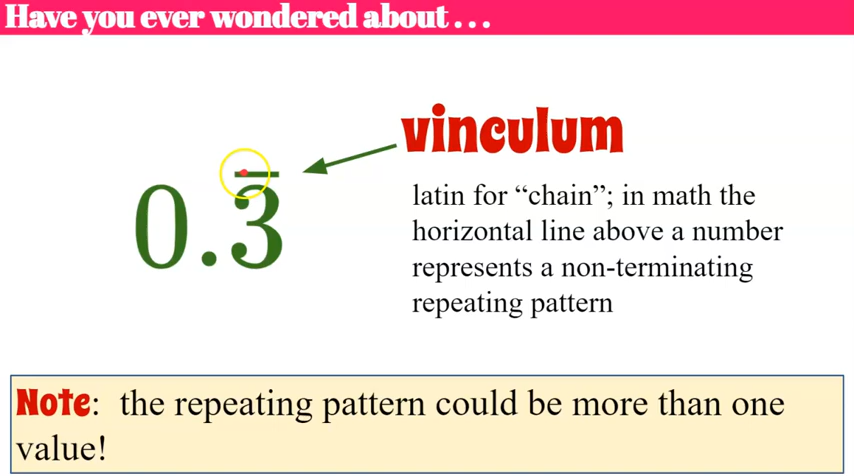 Have you ever wondered about . . .
vinculum
0.3̅
latin for “chain”; in math the
horizontal line above a number
represents a non-terminating
repeating pattern
Note:  the repeating pattern could be more than one
value!